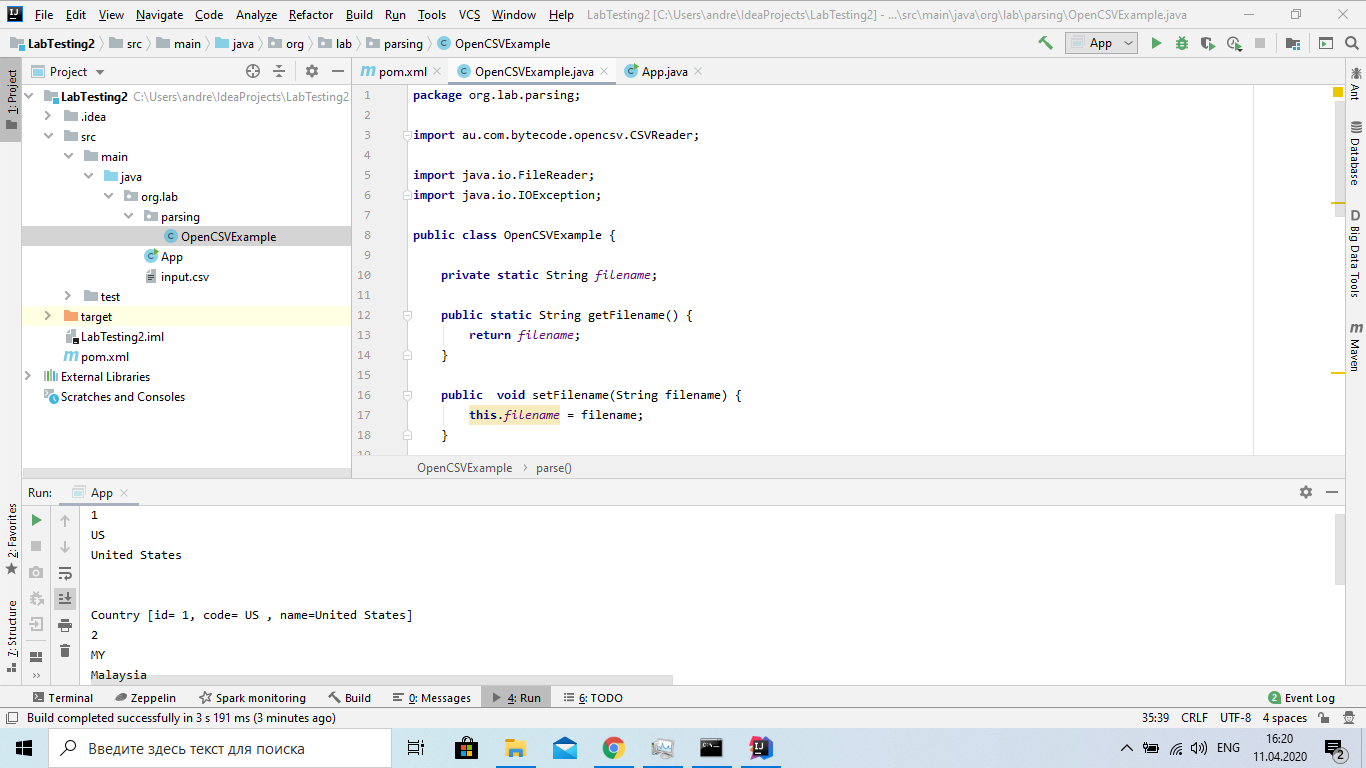 File Edit View Navigate Code Analyze Refactor Build Run Tools VCS Window Help LabTesting2 [C:\Users\andre\IdeaProjects\LabTesting2] - ...\src\main\java\org\lab\parsing\OpenCSVExample.java
LabTesting2 src main java org lab parsing OpenCSVExample App
1: Project
Project
LabTesting2 C:\Users\andre\IdeaProjects\LabTesting2
.idea
src
main
java
org.lab
parsing
OpenCSVExample
App
input.csv
test
target
LabTesting2.iml
pom.xml
External Libraries
Scratches and Consoles
pom.xml OpenCSVExample.java App.java
1 package org.lab.parsing;
2
3 import au.com.bytecode.opencsv.CSVReader;
4
5 import java.io.FileReader;
6 import java.io.IOException;
7
8 public class OpenCSVExample {
9
10 private static String filename;
11
12 public static String getFilename() {
13 return filename;
14 }
15
16 public  void setFilename(String filename) {
17 this.filename = filename;
18 }
19
OpenCSVExample parse()
Ant
Database
Big Data Tools
Maven
2: Favorites
7: Structure
Run: App
1
US
United States
Country [id= 1, code= US , name=United States]
2
MY
Malaysia
Terminal Zeppelin Spark monitoring Build 0: Messages 4: Run 6: TODO 2 Event Log
Build completed successfully in 3 s 191 ms (3 minutes ago) 35:39 CRLF UTF-8 4 spaces
Введите здесь текст для поиска
ENG
16:20
11.04.2020
2